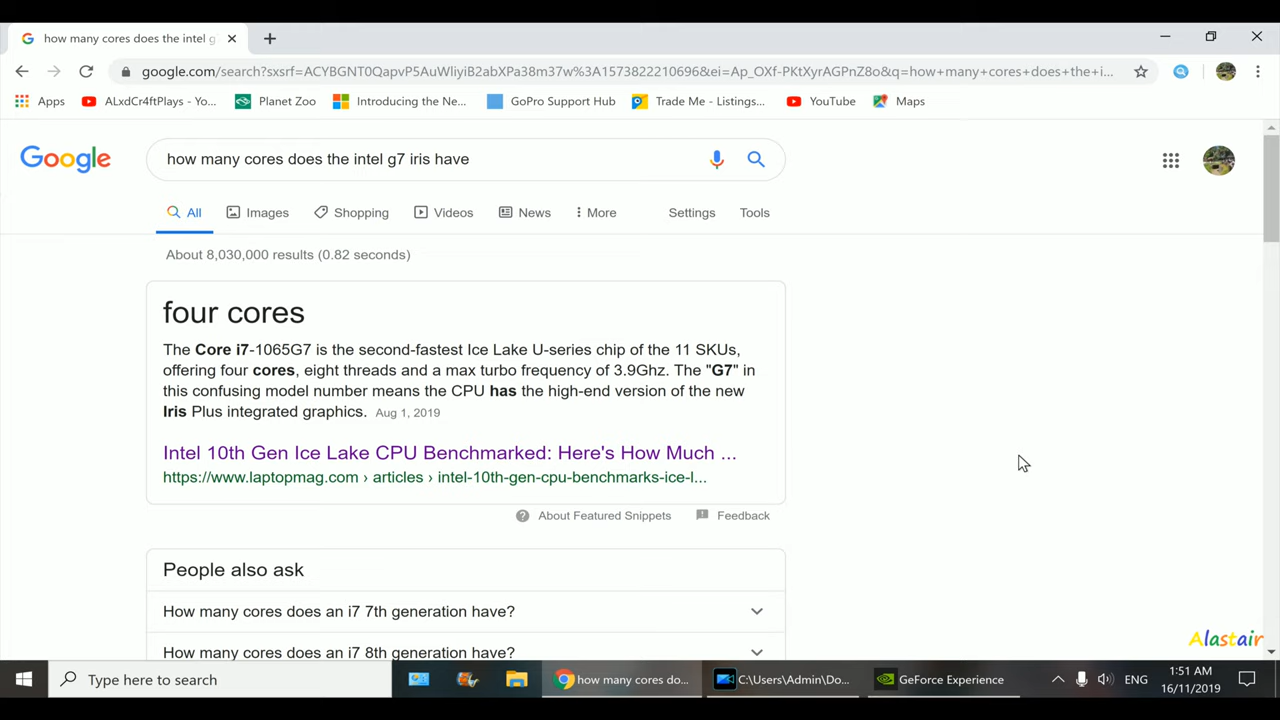 how many cores does the intel g
google.com/search?sxsrf=ACYBGNT0QapvP5AuWliyiB2abXPa38m37w%3A1573822210696&ei=Ap_OXf-PKtXyrAGPnZ8o&q=how+many+cores+does+the+i...
Apps ALxdCr4ftPlays - Yo... Planet Zoo Introducing the Ne... GoPro Support Hub Trade Me - Listings... YouTube Maps
Google how many cores does the intel g7 iris have
All Images Shopping Videos News More Settings Tools
About 8,030,000 results (0.82 seconds)
four cores
The Core i7-1065G7 is the second-fastest Ice Lake U-series chip of the 11 SKUs,
offering four cores, eight threads and a max turbo frequency of 3.9Ghz. The "G7" in
this confusing model number means the CPU has the high-end version of the new
Iris Plus integrated graphics. Aug 1, 2019
Intel 10th Gen Ice Lake CPU Benchmarked: Here's How Much ...
https://www.laptopmag.com › articles › intel-10th-gen-cpu-benchmarks-ice-l...
About Featured Snippets Feedback
People also ask
How many cores does an i7 7th generation have?
How many cores does an i7 8th generation have?
Alastair
Type here to search how many cores do... C:\Users\Admin\Do... GeForce Experience ENG 1:51 AM
16/11/2019